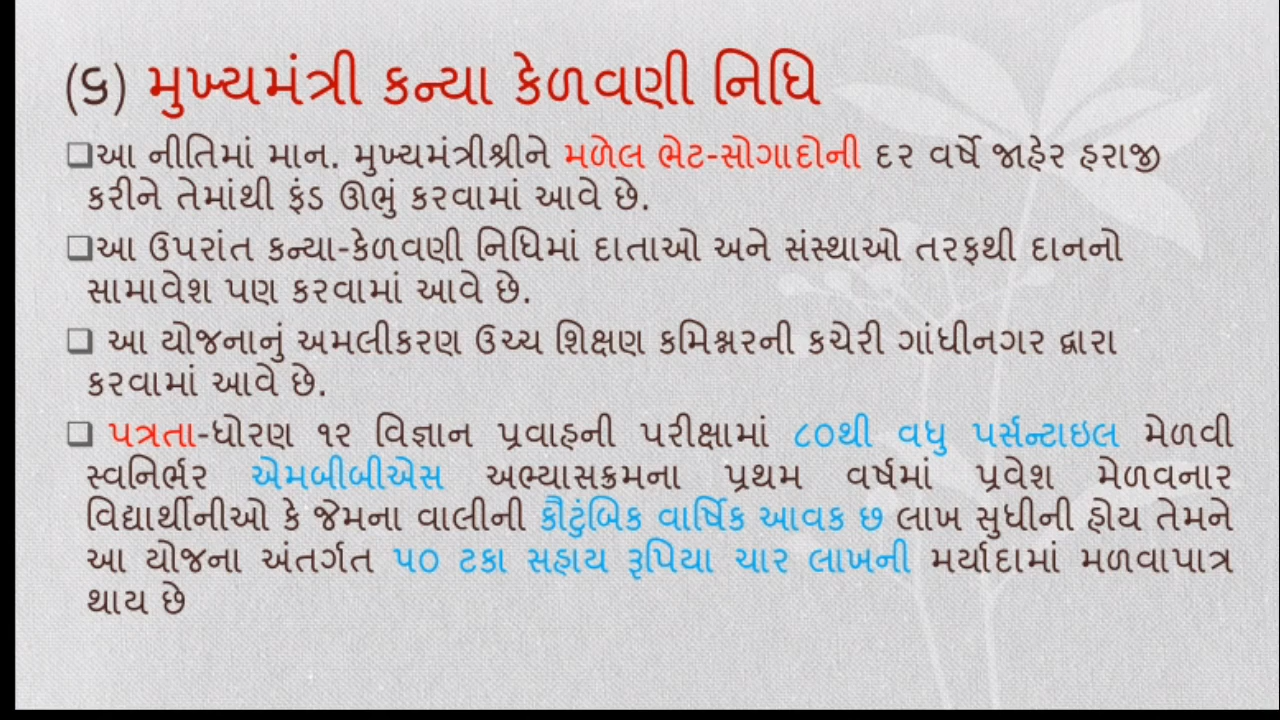 (૬) મુખ્યમંત્રી કન્યા કેળવણી નિધિ
❑આ નીતિમાં માન. મુખ્યમંત્રીશ્રીને મળેલ ભેટ-સોગાદોની દર વર્ષે જાહેર હરાજી
કરીને તેમાંથી ફંડ ઊભું કરવામાં આવે છે.
❑આ ઉપરાંત કન્યા-કેળવણી નિધિમાં દાતાઓ અને સંસ્થાઓ તરફથી દાનનો
સામાવેશ પણ કરવામાં આવે છે.
❑ આ યોજનાનું અમલીકરણ ઉચ્ચ શિક્ષણ કમિશ્નરની કચેરી ગાંધીનગર દ્વારા
કરવામાં આવે છે.
❑ પત્રતા-ધોરણ ૧૨ વિજ્ઞાન પ્રવાહની પરીક્ષામાં ૮૦થી વધુ પર્સન્ટાઇલ મેળવી
સ્વનિર્ભર એમબીબીએસ અભ્યાસક્રમના પ્રથમ વર્ષમાં પ્રવેશ મેળવનાર
વિદ્યાર્થીનીઓ કે જેમના વાલીની કૌટુંબિક વાર્ષિક આવક છ લાખ સુધીની હોય તેમને
આ યોજના અંતર્ગત ૫૦ ટકા સહાય રૂપિયા ચાર લાખની મર્યાદામાં મળવાપાત્ર
થાય છે